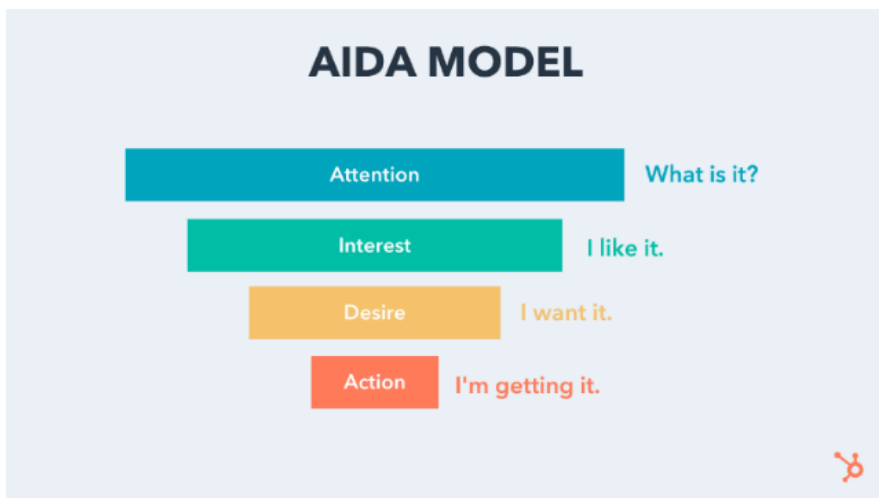 AIDA MODEL
Attention What is it?
Interest I like it.
Desire I want it.
Action I'm getting it.